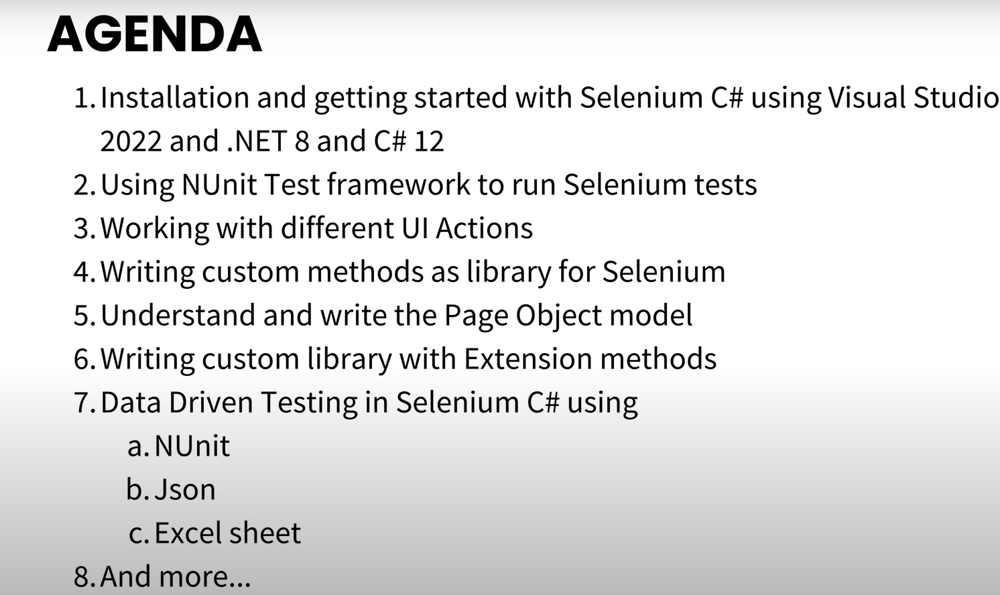 AGENDA
1. Installation and getting started with Selenium C# using Visual Studio
2022 and .NET 8 and C# 12
2. Using NUnit Test framework to run Selenium tests
3. Working with different UI Actions
4. Writing custom methods as library for Selenium
5. Understand and write the Page Object model
6. Writing custom library with Extension methods
7. Data Driven Testing in Selenium C# using
a. NUnit
b. Json
c. Excel sheet
8. And more...